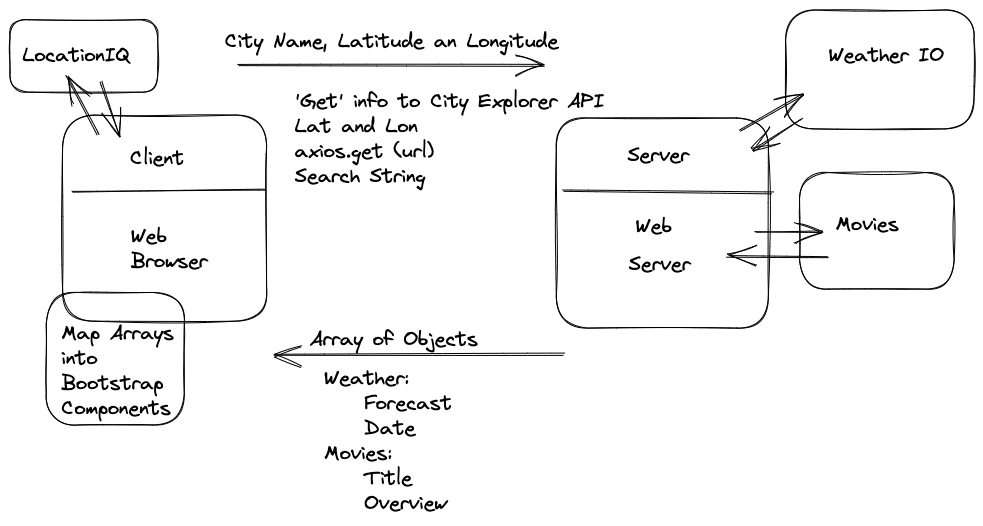 LocationIQ
City Name, Latitude an Longitude
Weather IO
'Get' info to City Explorer API
Lat and Lon
axios.get (url)
Search String
Client
Web
Browser
Server
Web
Server
Movies
Map Arrays
into
Bootstrap
Components
Array of Objects
Weather:
Forecast
Date
Movies:
Title
Overview